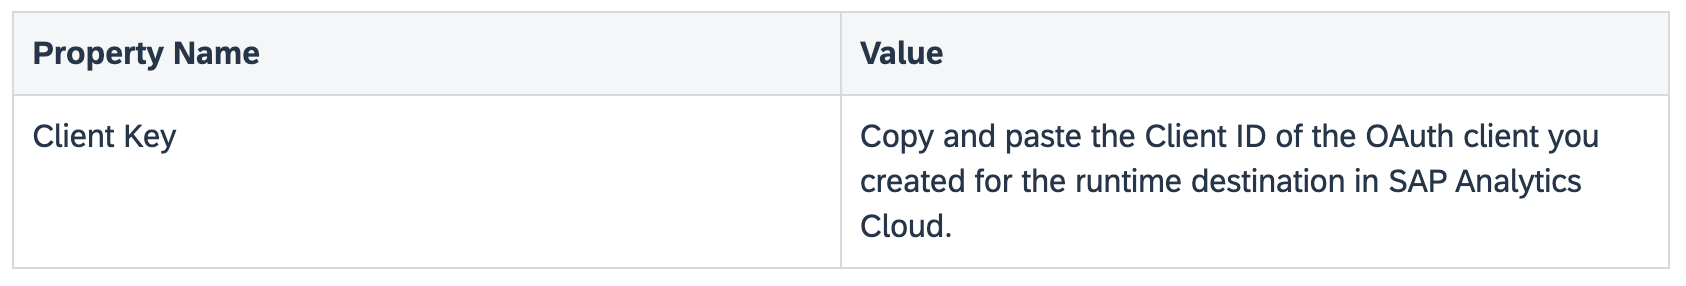 Property Name
Value
Client Key
Copy and paste the Client ID of the OAuth client you
created for the runtime destination in SAP Analytics
Cloud.